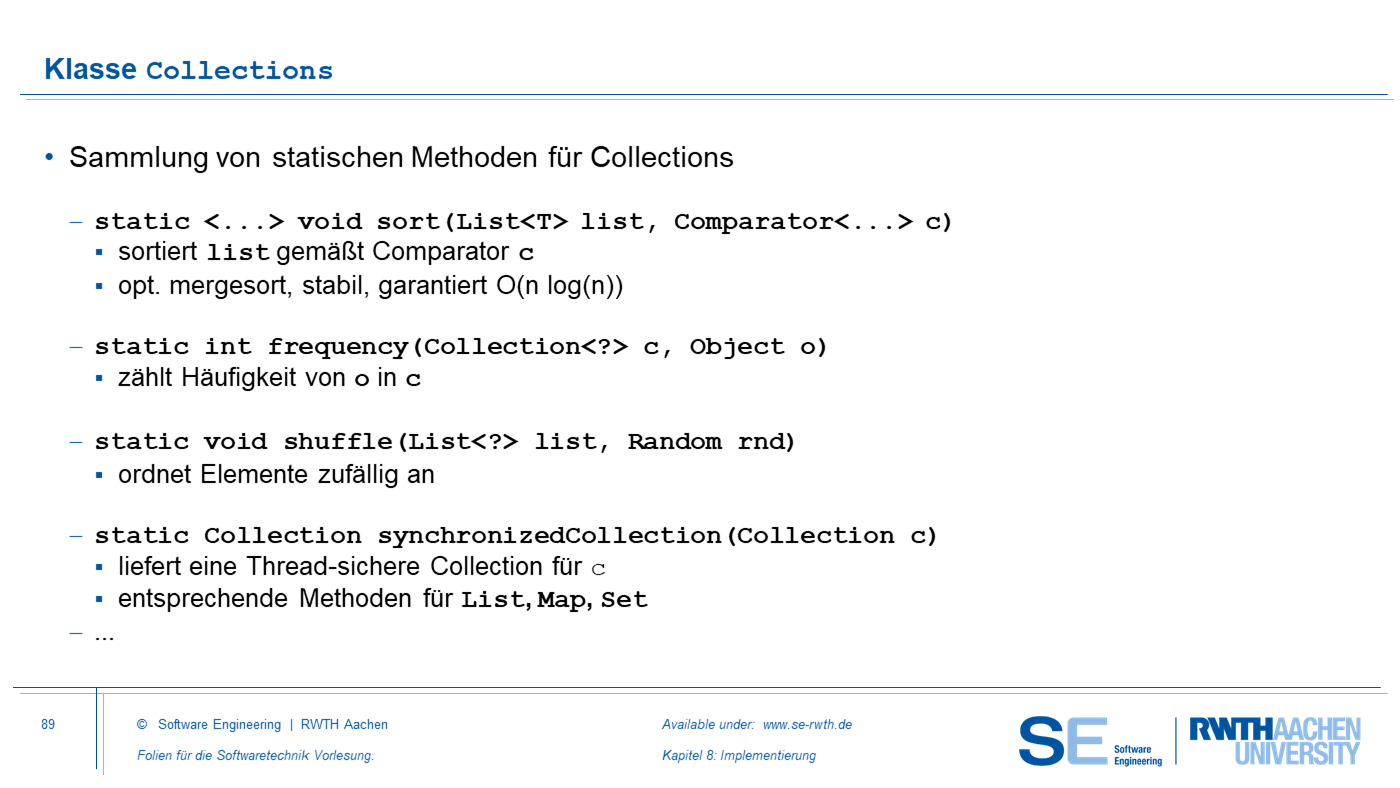 Klasse Collections
• Sammlung von statischen Methoden für Collections
– static <...> void sort(List<T> list, Comparator<...> c)
▪ sortiert list gemäßt Comparator c
▪ opt. mergesort, stabil, garantiert O(n log(n))
– static int frequency(Collection<?> c, Object o)
▪ zählt Häufigkeit von o in c
– static void shuffle(List<?> list, Random rnd)
▪ ordnet Elemente zufällig an
– static Collection synchronizedCollection(Collection c)
▪ liefert eine Thread-sichere Collection für c
▪ entsprechende Methoden für List, Map, Set
– ...
89
© Software Engineering | RWTH Aachen
Folien für die Softwaretechnik Vorlesung.
Available under: www.se-rwth.de
Kapitel 8: Implementierung
SE Software
Engineering
RWTHAACHEN
UNIVERSITY